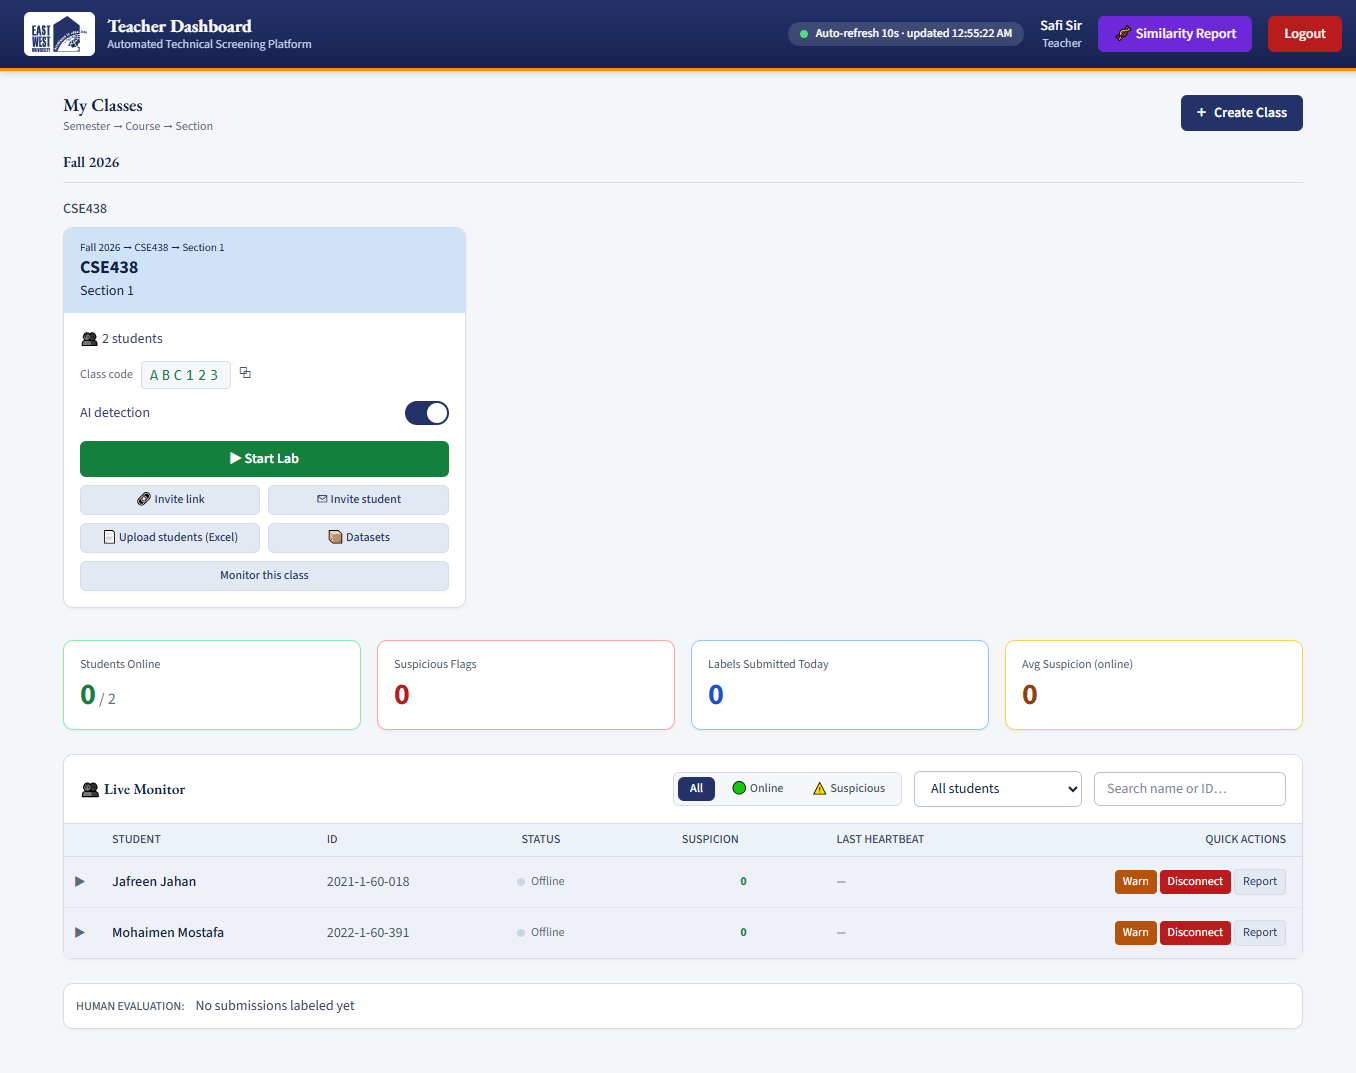 EAST
WEST
UNIVERSITY
Teacher Dashboard
Automated Technical Screening Platform
Auto-refresh 10s · updated 12:55:22 AM
Safi Sir
Teacher
Similarity Report
Logout
My Classes
Semester → Course → Section
+ Create Class
Fall 2026
CSE438
Fall 2026 → CSE438 → Section 1
CSE438
Section 1
2 students
Class code ABC123
AI detection
▶ Start Lab
Invite link
Invite student
Upload students (Excel)
Datasets
Monitor this class
Students Online
0 / 2
Suspicious Flags
0
Labels Submitted Today
0
Avg Suspicion (online)
0
Live Monitor
All
Online
Suspicious
All students
Search name or ID…
STUDENT ID STATUS SUSPICION LAST HEARTBEAT QUICK ACTIONS
▶ Jafreen Jahan 2021-1-60-018 Offline 0 — Warn Disconnect Report
▶ Mohaimen Mostafa 2022-1-60-391 Offline 0 — Warn Disconnect Report
HUMAN EVALUATION: No submissions labeled yet